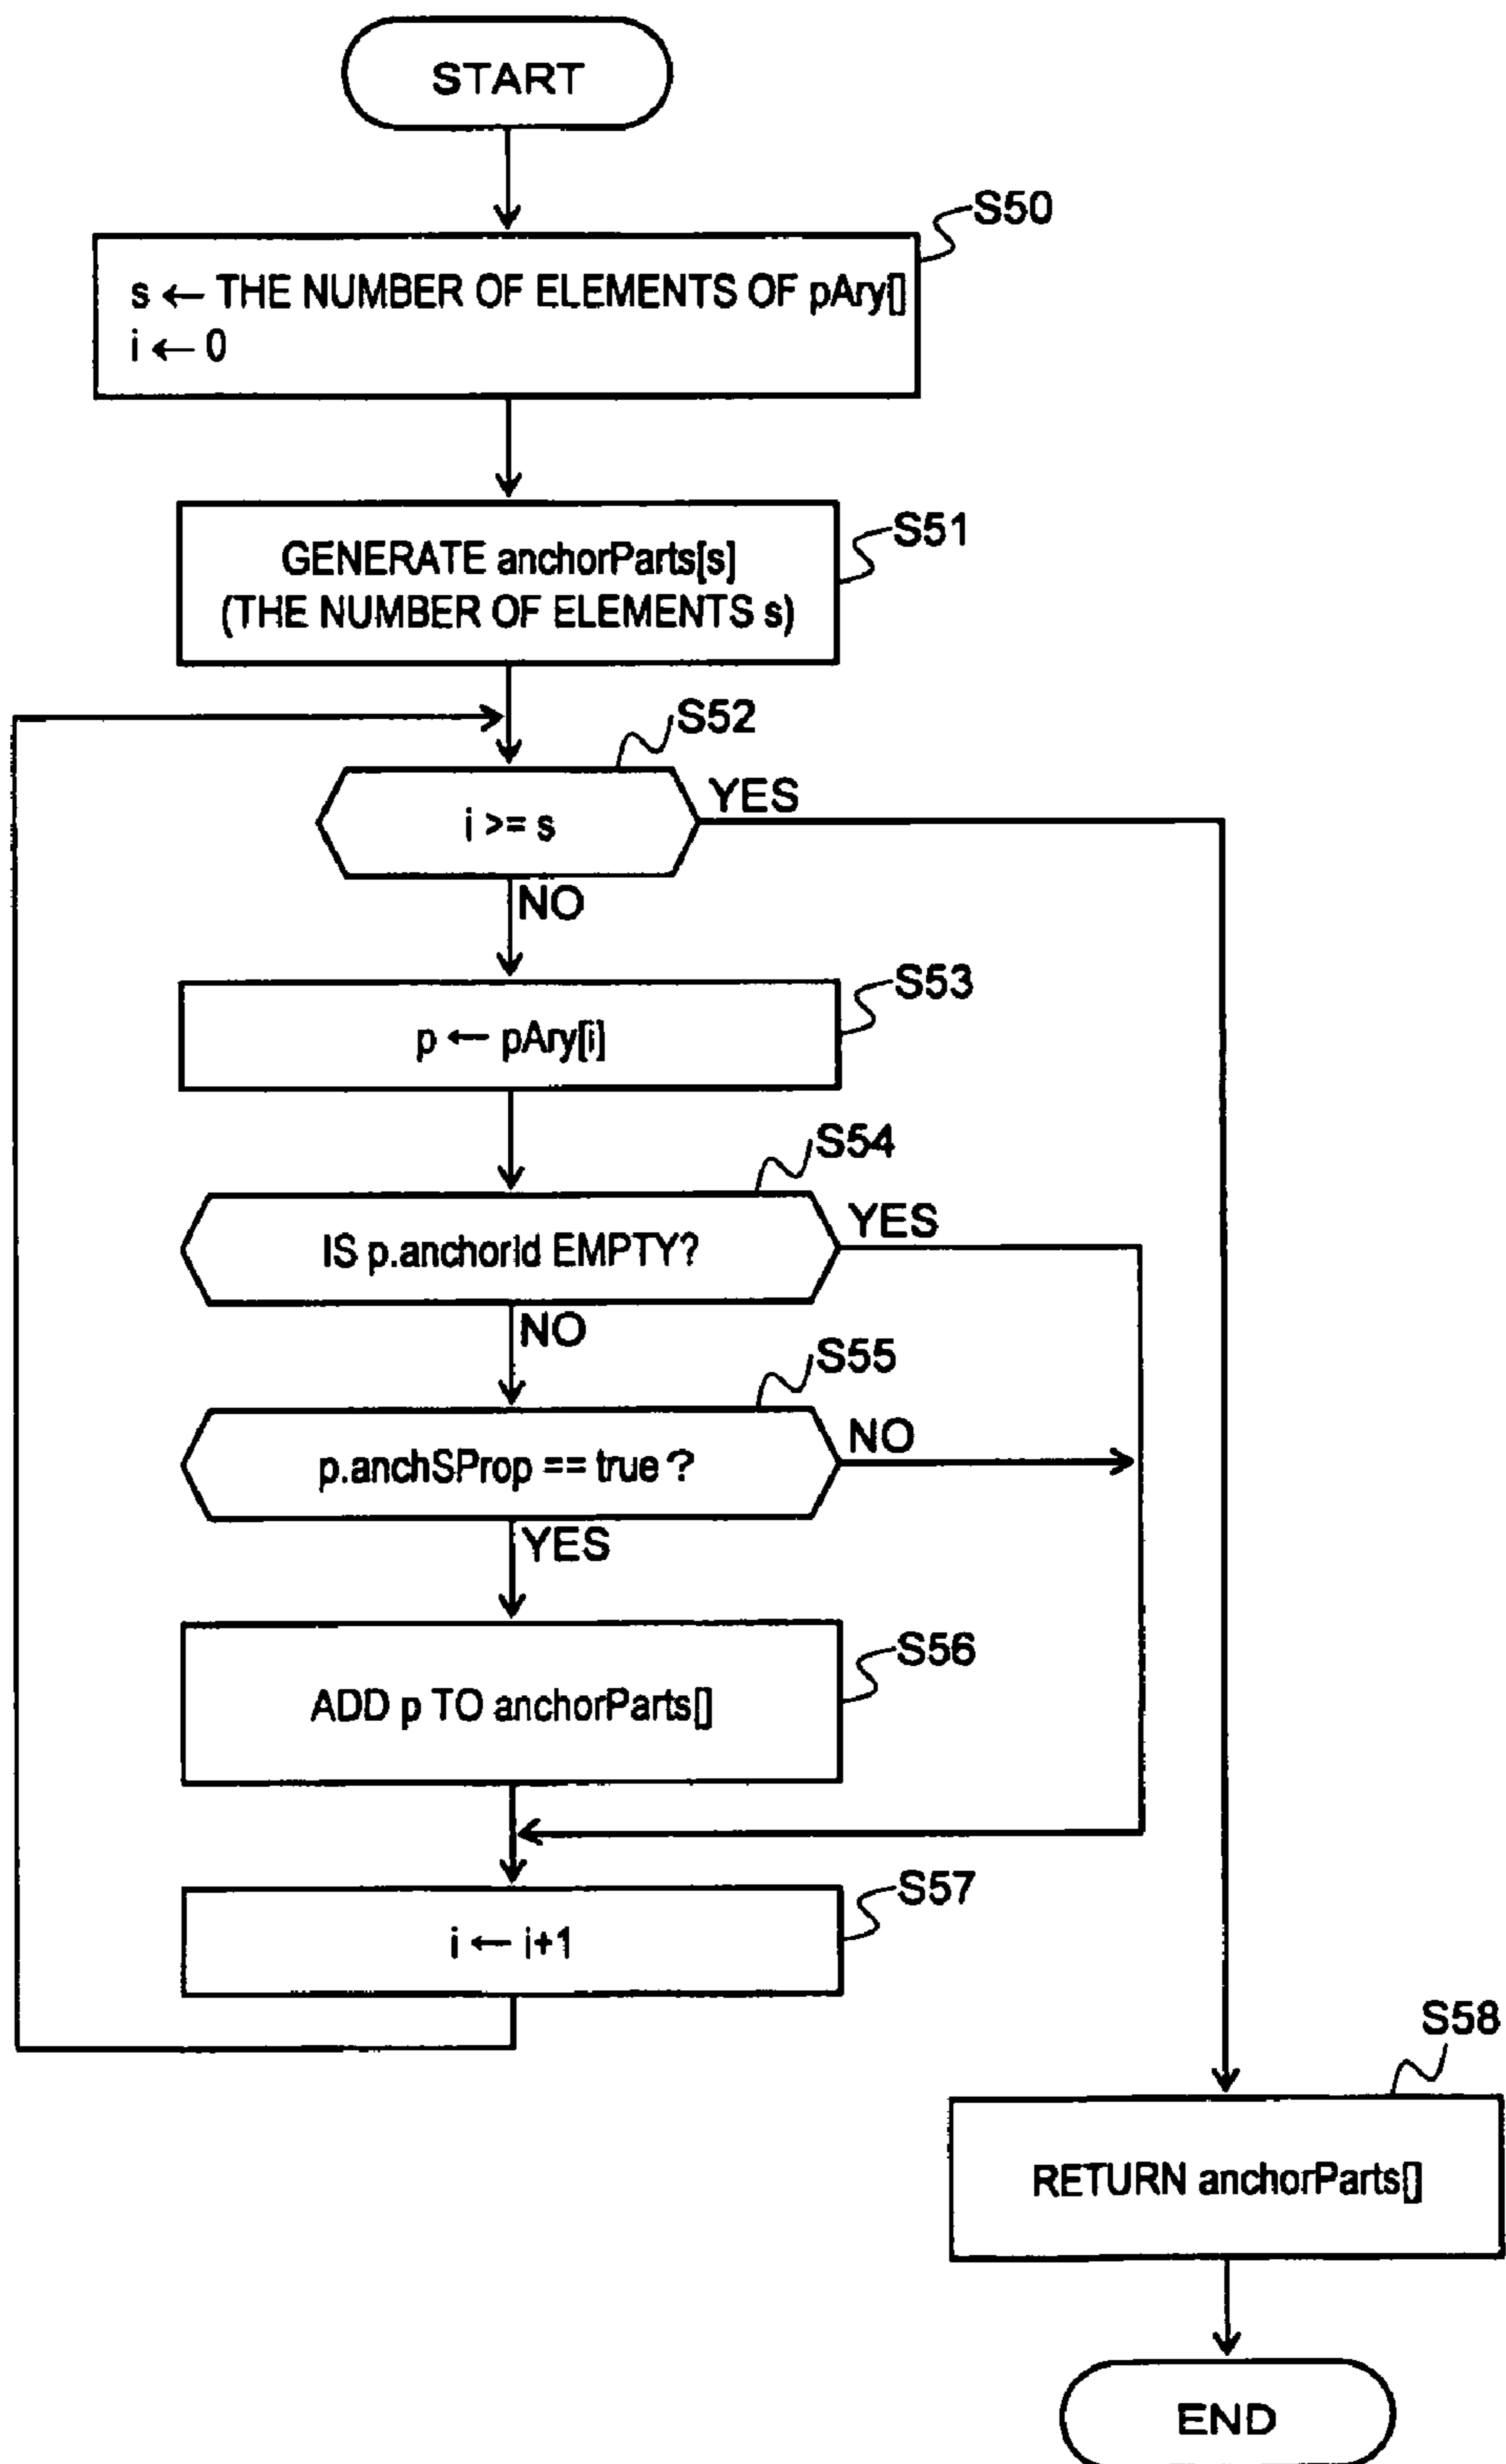 START
S50
s ← THE NUMBER OF ELEMENTS OF pAry[]
i ← 0
S51
GENERATE anchorParts[s]
(THE NUMBER OF ELEMENTS s)
S52
i >= s
YES
NO
S53
p ← pAry[i]
S54
IS p.anchorId EMPTY?
YES
NO
S55
p.anchSProp == true ?
NO
YES
S56
ADD p TO anchorParts[]
S57
i ← i+1
S58
RETURN anchorParts[]
END